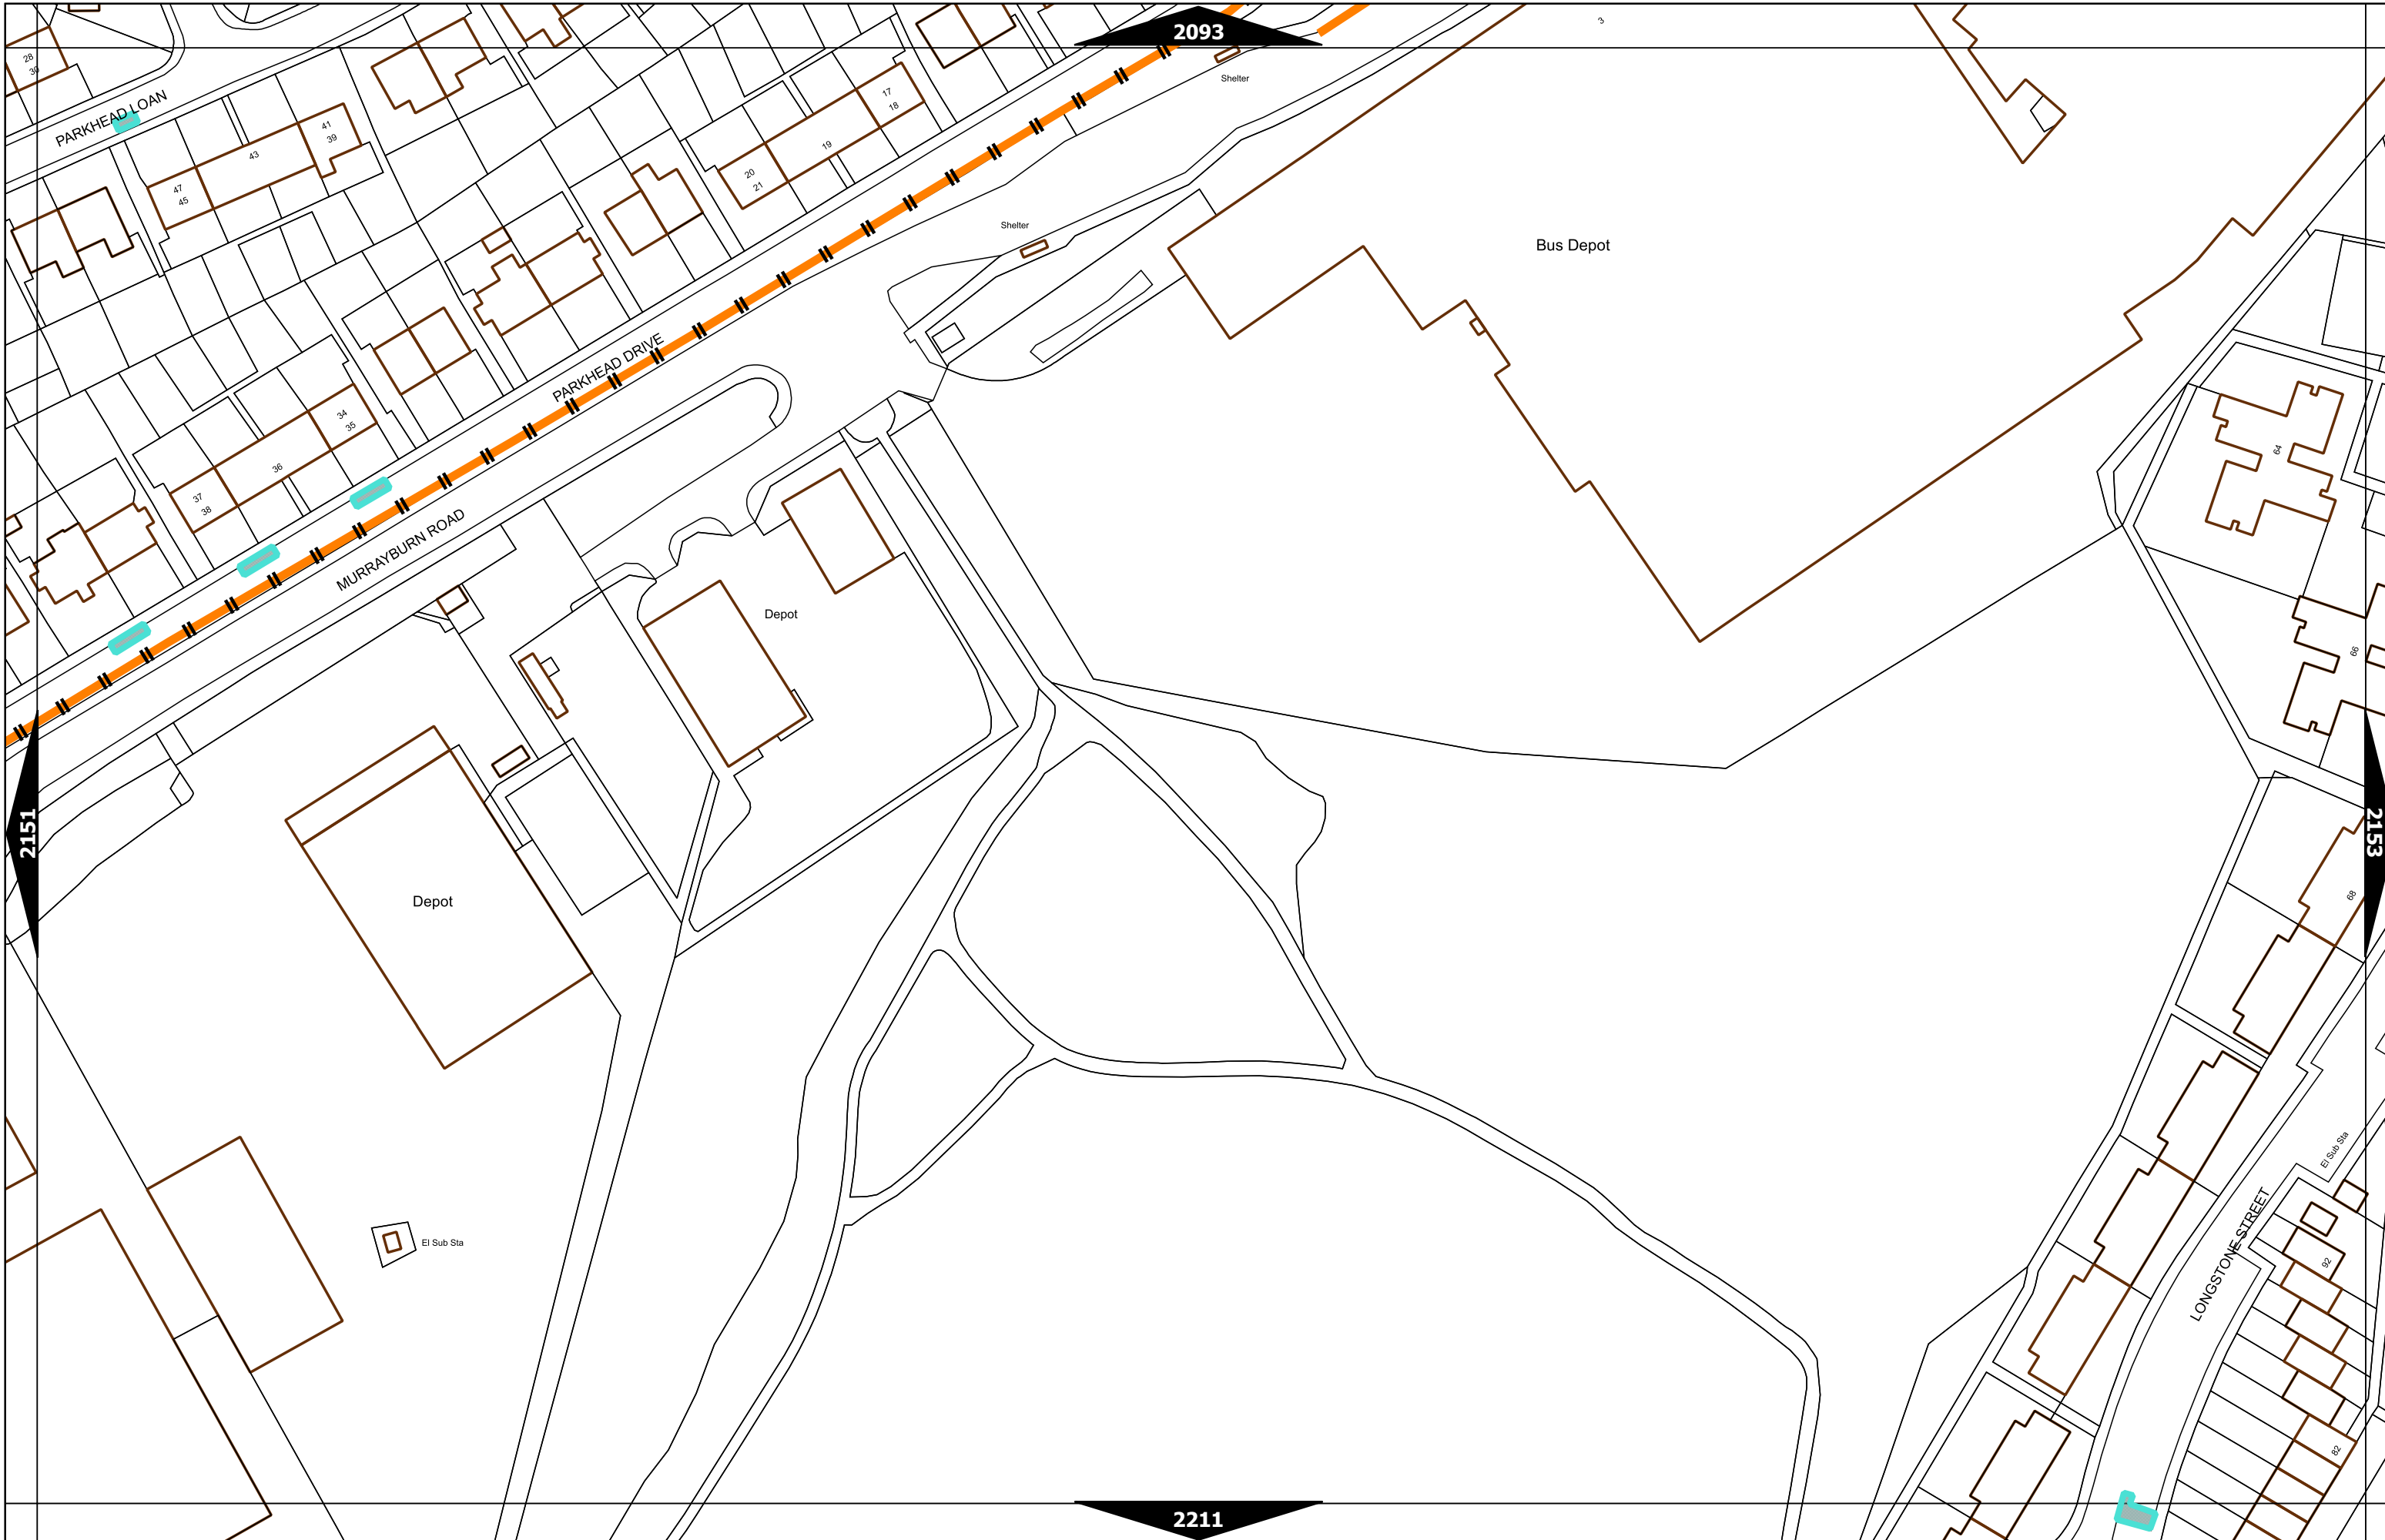 2093
3
28
30
Shelter
17
18
PARKHEAD LOAN
41
39
43
19
20
21
47
45
Shelter
Bus Depot
PARKHEAD DRIVE
34
35
64
36
37
38
MURRAYBURN ROAD
Depot
66
2151
2153
68
Depot
El Sub Sta
El Sub Sta
LONGSTONE STREET
92
82
2211